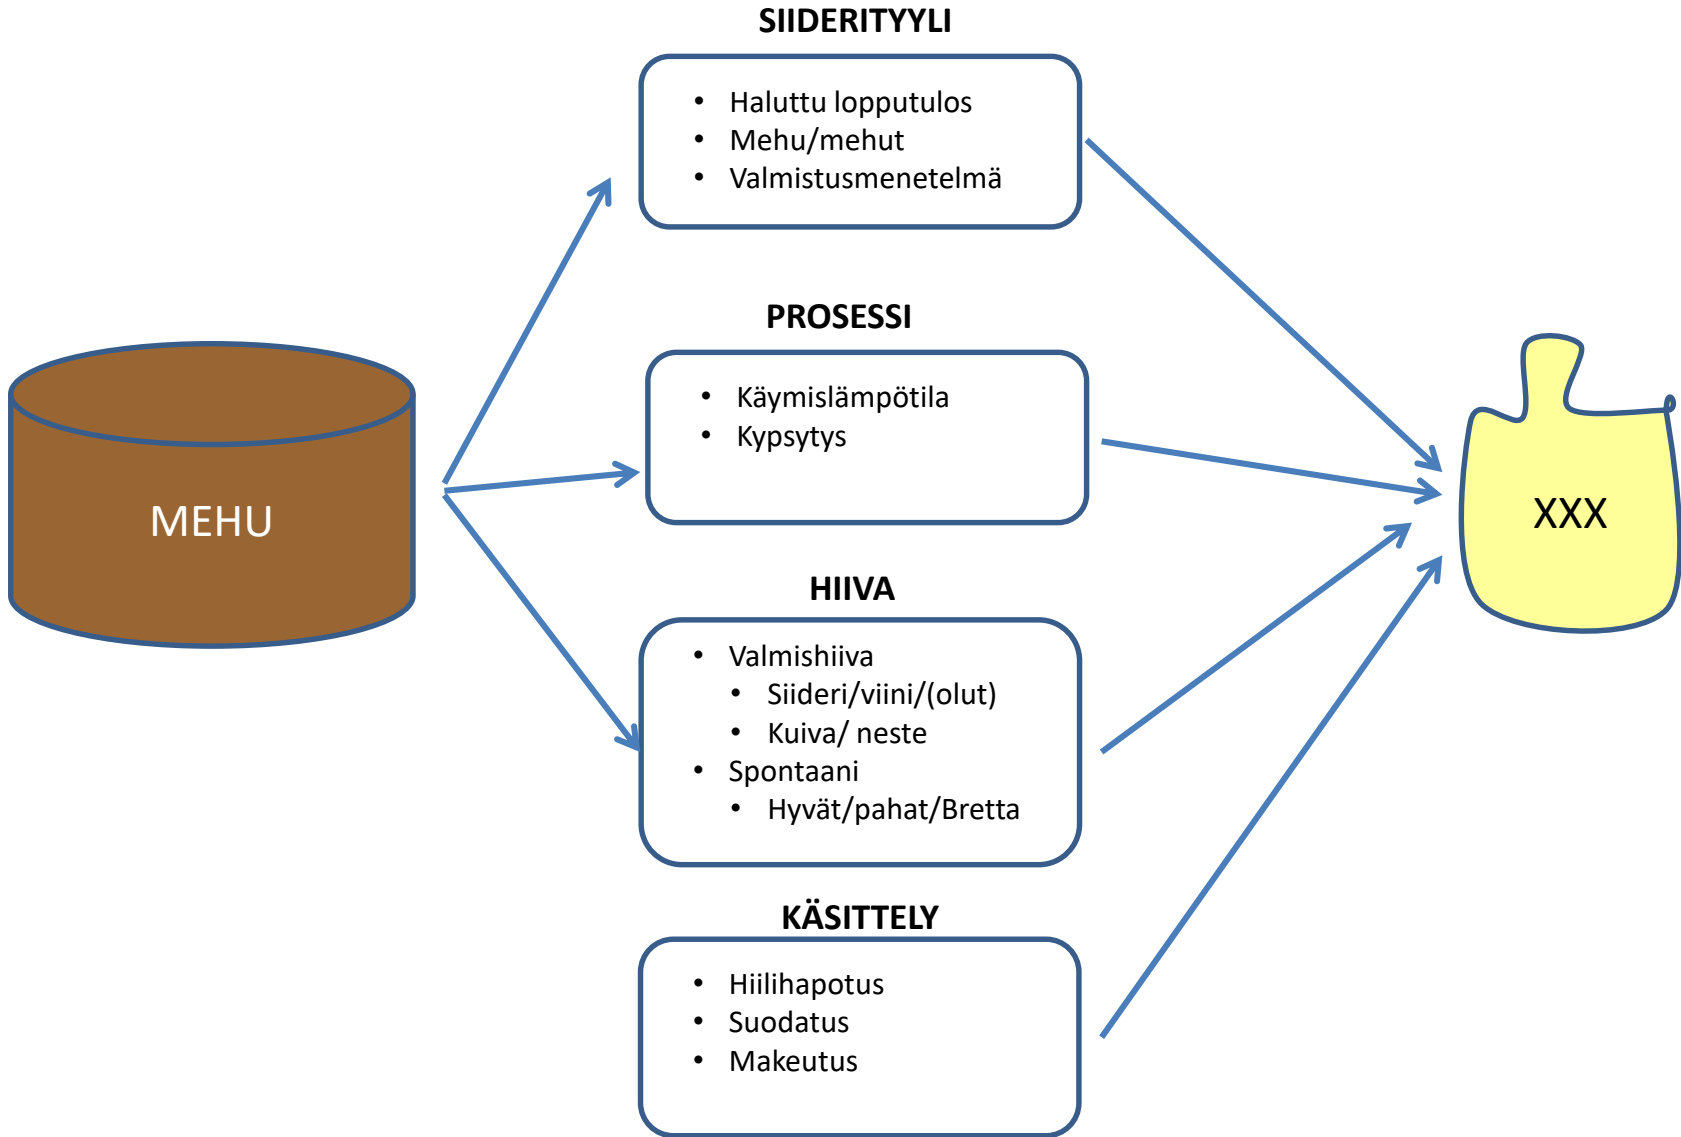 SIIDERITYYLI
• Haluttu lopputulos
• Mehu/mehut
• Valmistusmenetelmä
PROSESSI
• Käymislämpötila
• Kypsytys
MEHU
XXX
HIIVA
• Valmishiiva
• Siideri/viini/(olut)
• Kuiva/ neste
• Spontaani
• Hyvät/pahat/Bretta
KÄSITTELY
• Hiilihapotus
• Suodatus
• Makeutus